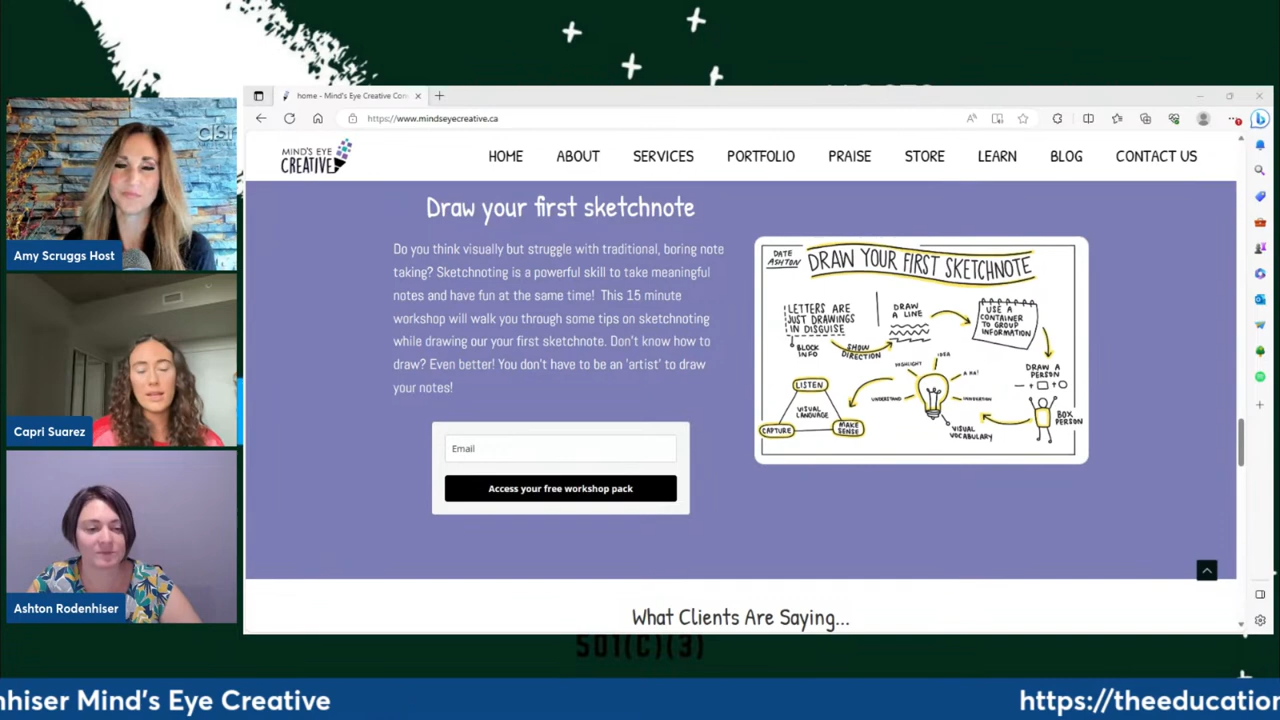 home - Mind's Eye Creative Con
https://www.mindseyecreative.ca
MIND'S EYE
CREATIVE
HOME
ABOUT
SERVICES
PORTFOLIO
PRAISE
STORE
LEARN
BLOG
CONTACT US
Amy Scruggs Host
Capri Suarez
Ashton Rodenhiser
Draw your first sketchnote
Do you think visually but struggle with traditional, boring note
taking? Sketchnoting is a powerful skill to take meaningful
notes and have fun at the same time! This 15 minute
workshop will walk you through some tips on sketchnoting
while drawing our your first sketchnote. Don't know how to
draw? Even better! You don't have to be an 'artist' to draw
your notes!
Email
Access your free workshop pack
DATE
ASHTON
DRAW YOUR FIRST SKETCHNOTE
LETTERS ARE
JUST DRAWINGS
IN DISGUISE
BLOCK
INFO
SHOW
DIRECTION
DRAW
A LINE
USE A
CONTAINER
TO GROUP
INFORMATION
DRAW A
PERSON
BOX
PERSON
HIGHLIGHT
IDEA
A HA!
UNDERSTAND
VISUAL
VOCABULARY
LISTEN
VISUAL
LANGUAGE
CAPTURE
MAKE
SENSE
What Clients Are Saying...
501(C)(3)
nhiser Mind's Eye Creative
https://theeducation